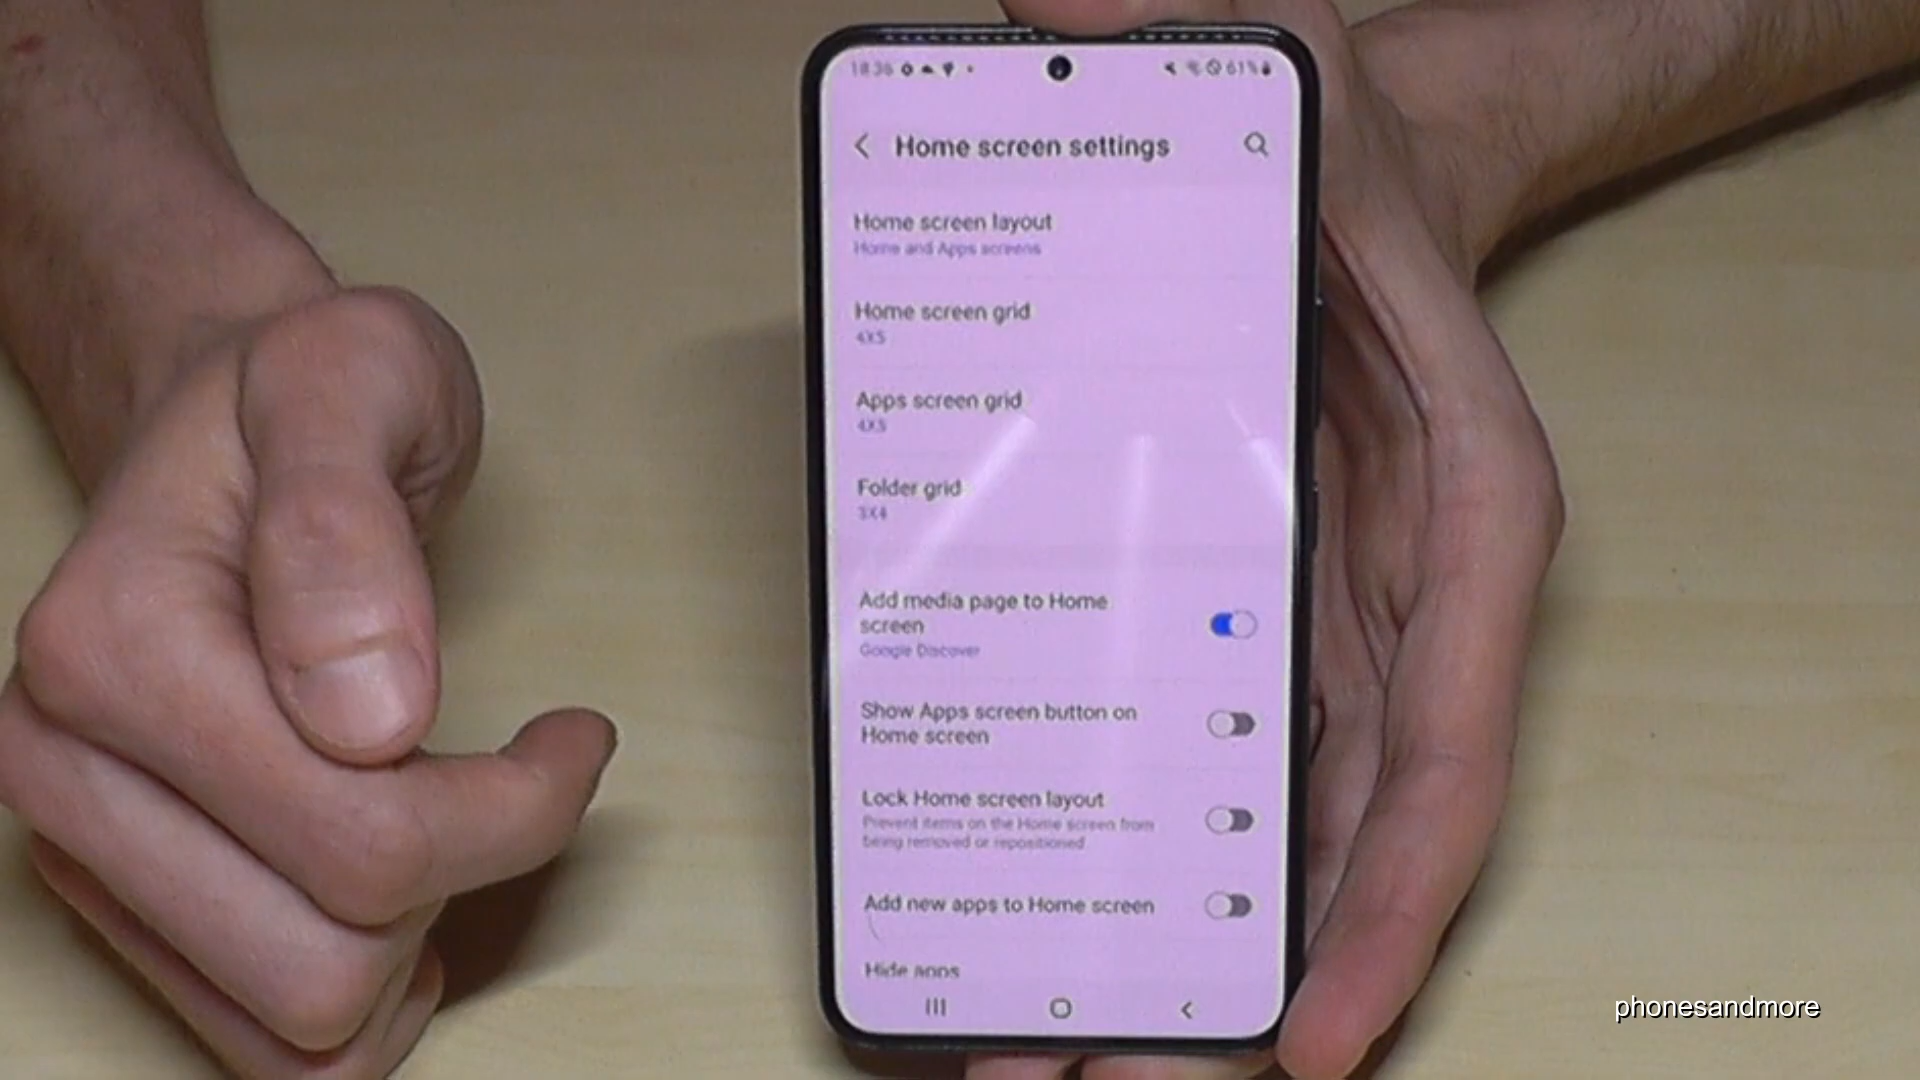 18:36 61%
Home screen settings
Home screen layout
Home and Apps screens
Home screen grid
4X5
Apps screen grid
4X5
Folder grid
3X4
Add media page to Home
screen
Google Discover
Show Apps screen button on
Home screen
Lock Home screen layout
Prevent items on the Home screen from
being removed or repositioned.
Add new apps to Home screen
Hide apps
phonesandmore